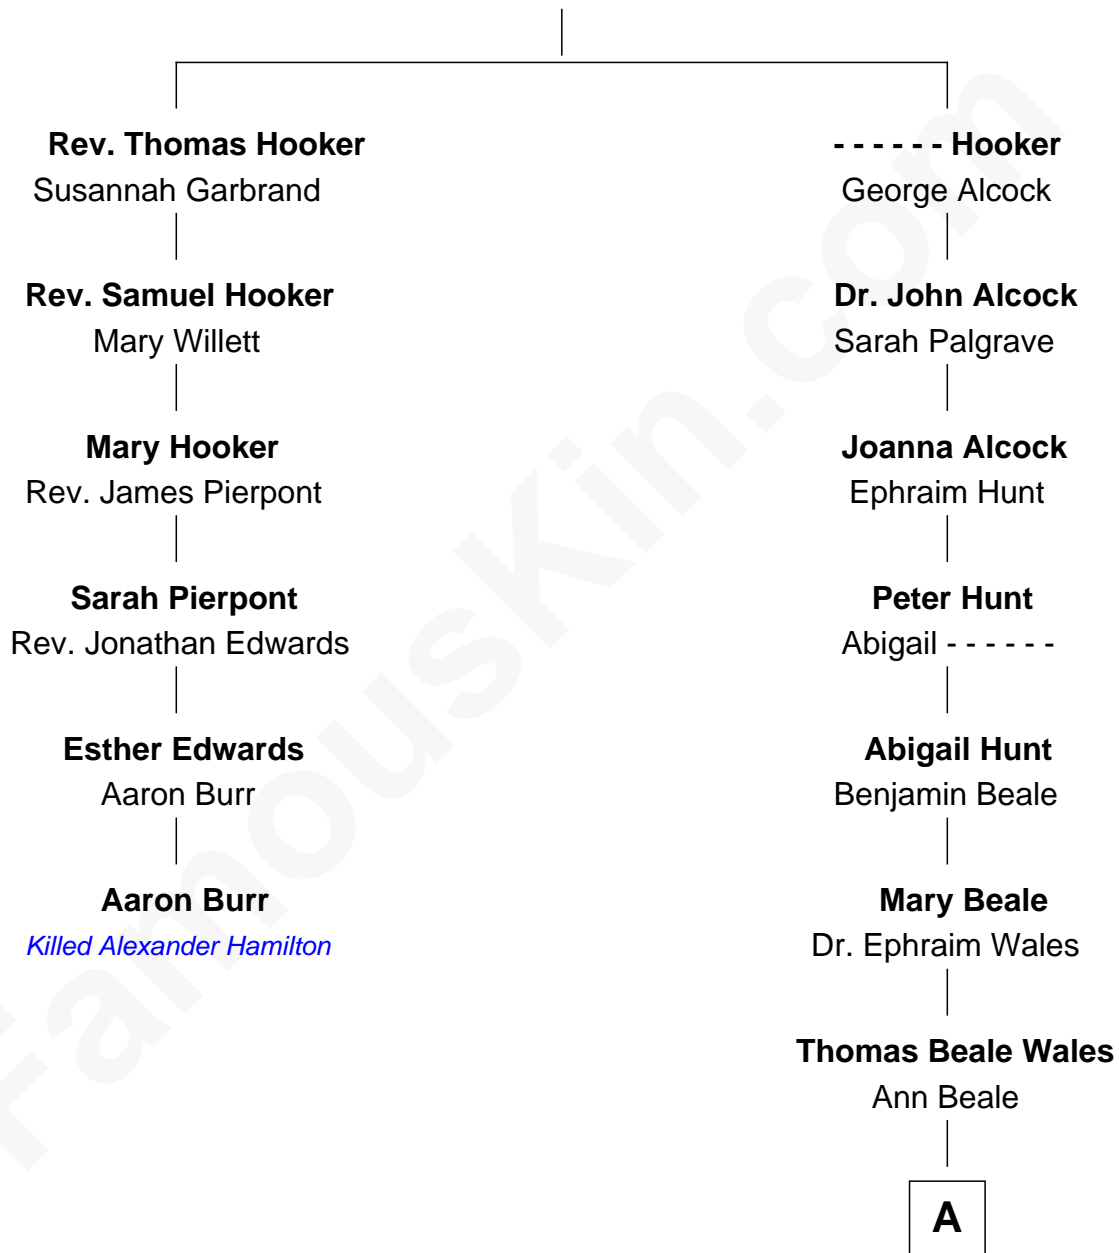 Rev. Thomas Hooker
Susannah Garbrand
Rev. Samuel Hooker
Mary Willett
Mary Hooker
Rev. James Pierpont
Sarah Pierpont
Rev. Jonathan Edwards
Esther Edwards
Aaron Burr
Aaron Burr
Killed Alexander Hamilton
- - - - - - Hooker
George Alcock
Dr. John Alcock
Sarah Palgrave
Joanna Alcock
Ephraim Hunt
Peter Hunt
Abigail - - - - - -
Abigail Hunt
Benjamin Beale
Mary Beale
Dr. Ephraim Wales
Thomas Beale Wales
Ann Beale
A
FamousKin.com